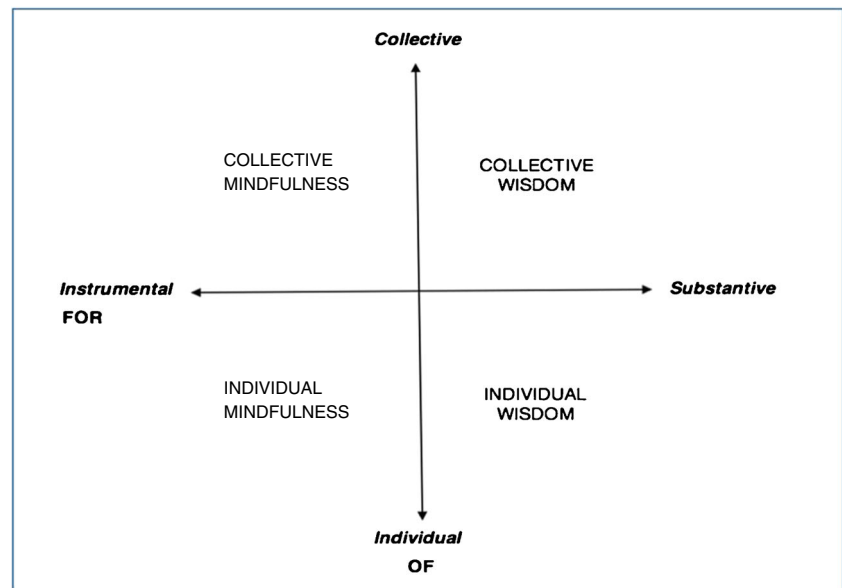 Collective
COLLECTIVE
MINDFULNESS
COLLECTIVE
WISDOM
Instrumental
FOR
Substantive
INDIVIDUAL
MINDFULNESS
INDIVIDUAL
WISDOM
Individual
OF